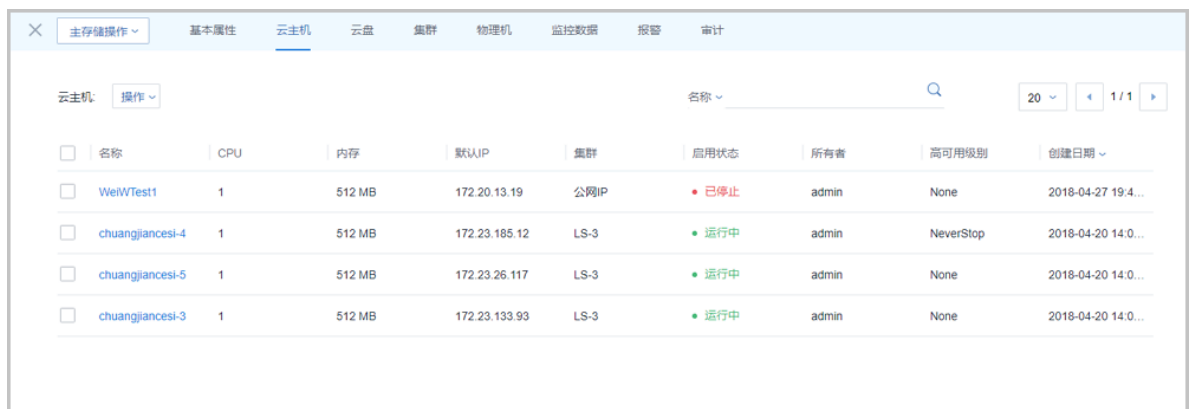 主存储操作 基本属性 云主机 云盘 集群 物理机 监控数据 报警 审计
云主机: 操作 名称 20 1 / 1
名称 CPU 内存 默认IP 集群 启用状态 所有者 高可用级别 创建日期
WeiWTest1 1 512 MB 172.20.13.19 公网IP 已停止 admin None 2018-04-27 19:4...
chuangjiancesi-4 1 512 MB 172.23.185.12 LS-3 运行中 admin NeverStop 2018-04-20 14:0...
chuangjiancesi-5 1 512 MB 172.23.26.117 LS-3 运行中 admin None 2018-04-20 14:0...
chuangjiancesi-3 1 512 MB 172.23.133.93 LS-3 运行中 admin None 2018-04-20 14:0...